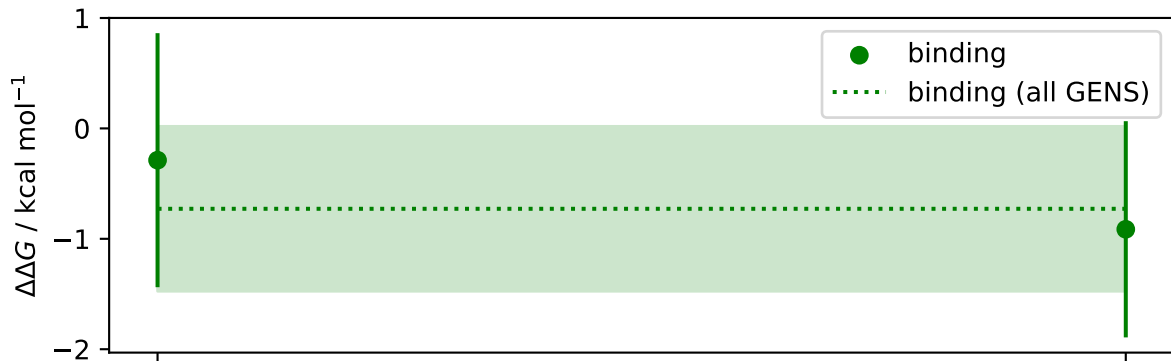 1
0
−1
−2
ΔΔG / kcal mol⁻¹
binding
binding (all GENS)